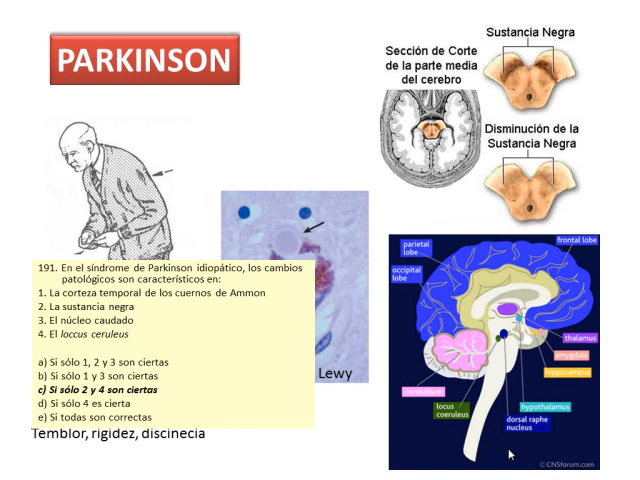 PARKINSON
Sustancia Negra
Sección de Corte
de la parte media
del cerebro
Disminución de la
Sustancia Negra
191. En el síndrome de Parkinson idiopático, los cambios
patológicos son característicos en:
1. La corteza temporal de los cuernos de Ammon
2. La sustancia negra
3. El núcleo caudado
4. El loccus ceruleus
a) Si sólo 1, 2 y 3 son ciertas
b) Si sólo 1 y 3 son ciertas
c) Si sólo 2 y 4 son ciertas
d) Si sólo 4 es cierta
e) Si todas son correctas
Lewy
Temblor, rigidez, discinecia
frontal lobe
parietal
lobe
occipital
lobe
thalamus
amygdala
hippocampus
cerebellum
locus
coeruleus
hypothalamus
dorsal raphe
nucleus
© CNSforum.com